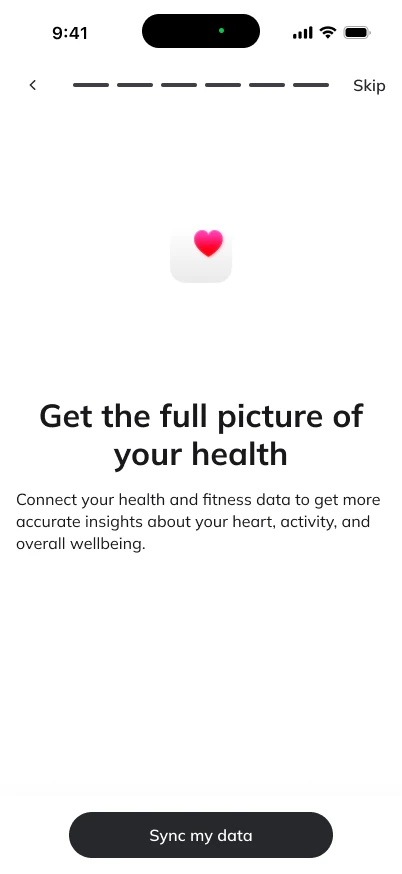 9:41
Skip
Get the full picture of
your health
Connect your health and fitness data to get more
accurate insights about your heart, activity, and
overall wellbeing.
Sync my data